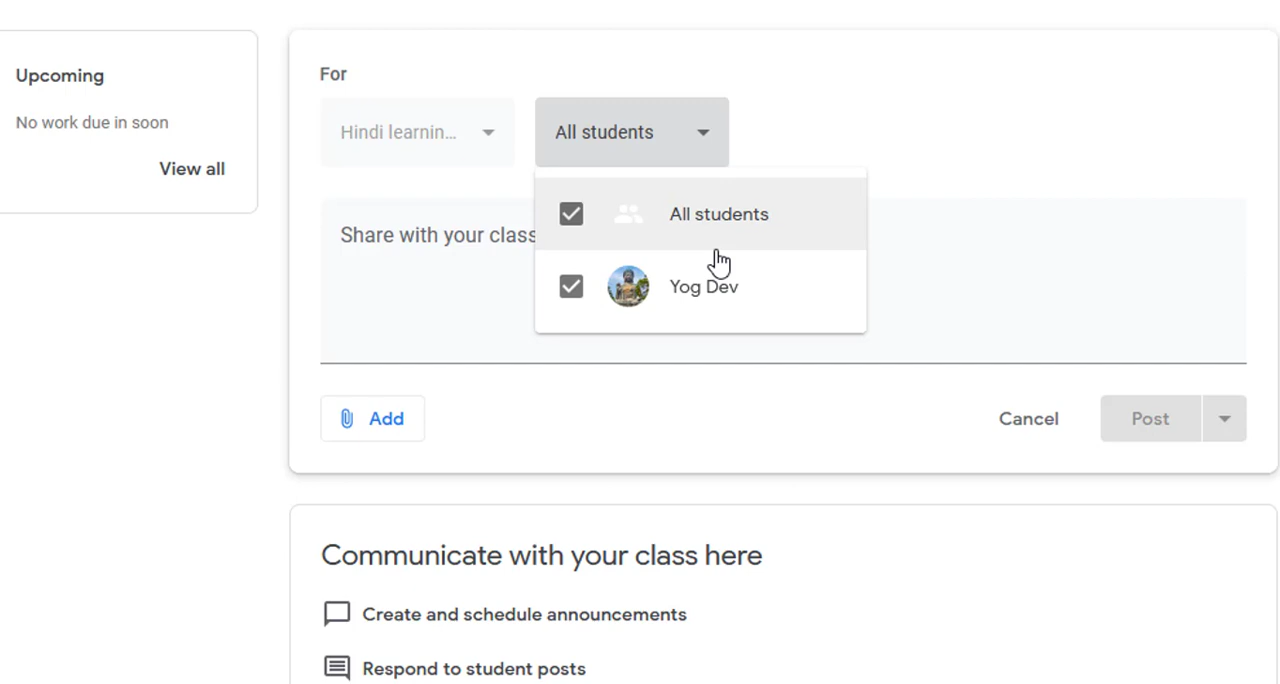 Upcoming
No work due in soon
View all
For
Hindi learnin...
All students
All students
Yog Dev
Share with your class
Add
Cancel
Post
Communicate with your class here
Create and schedule announcements
Respond to student posts